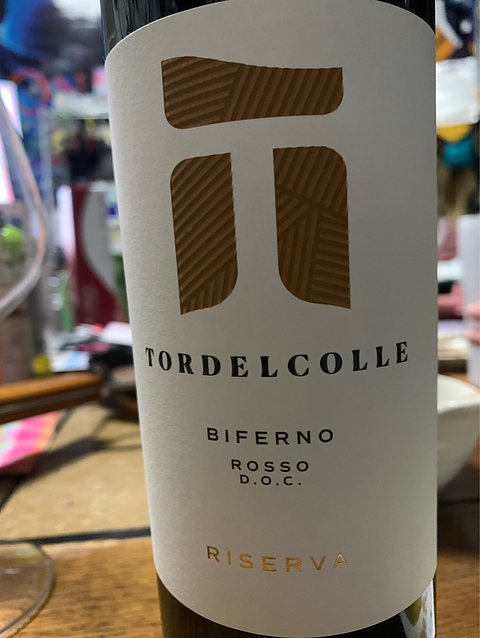 TORDELCOLLE
BIFERNO
ROSSO
D.O.C.
RISERVA